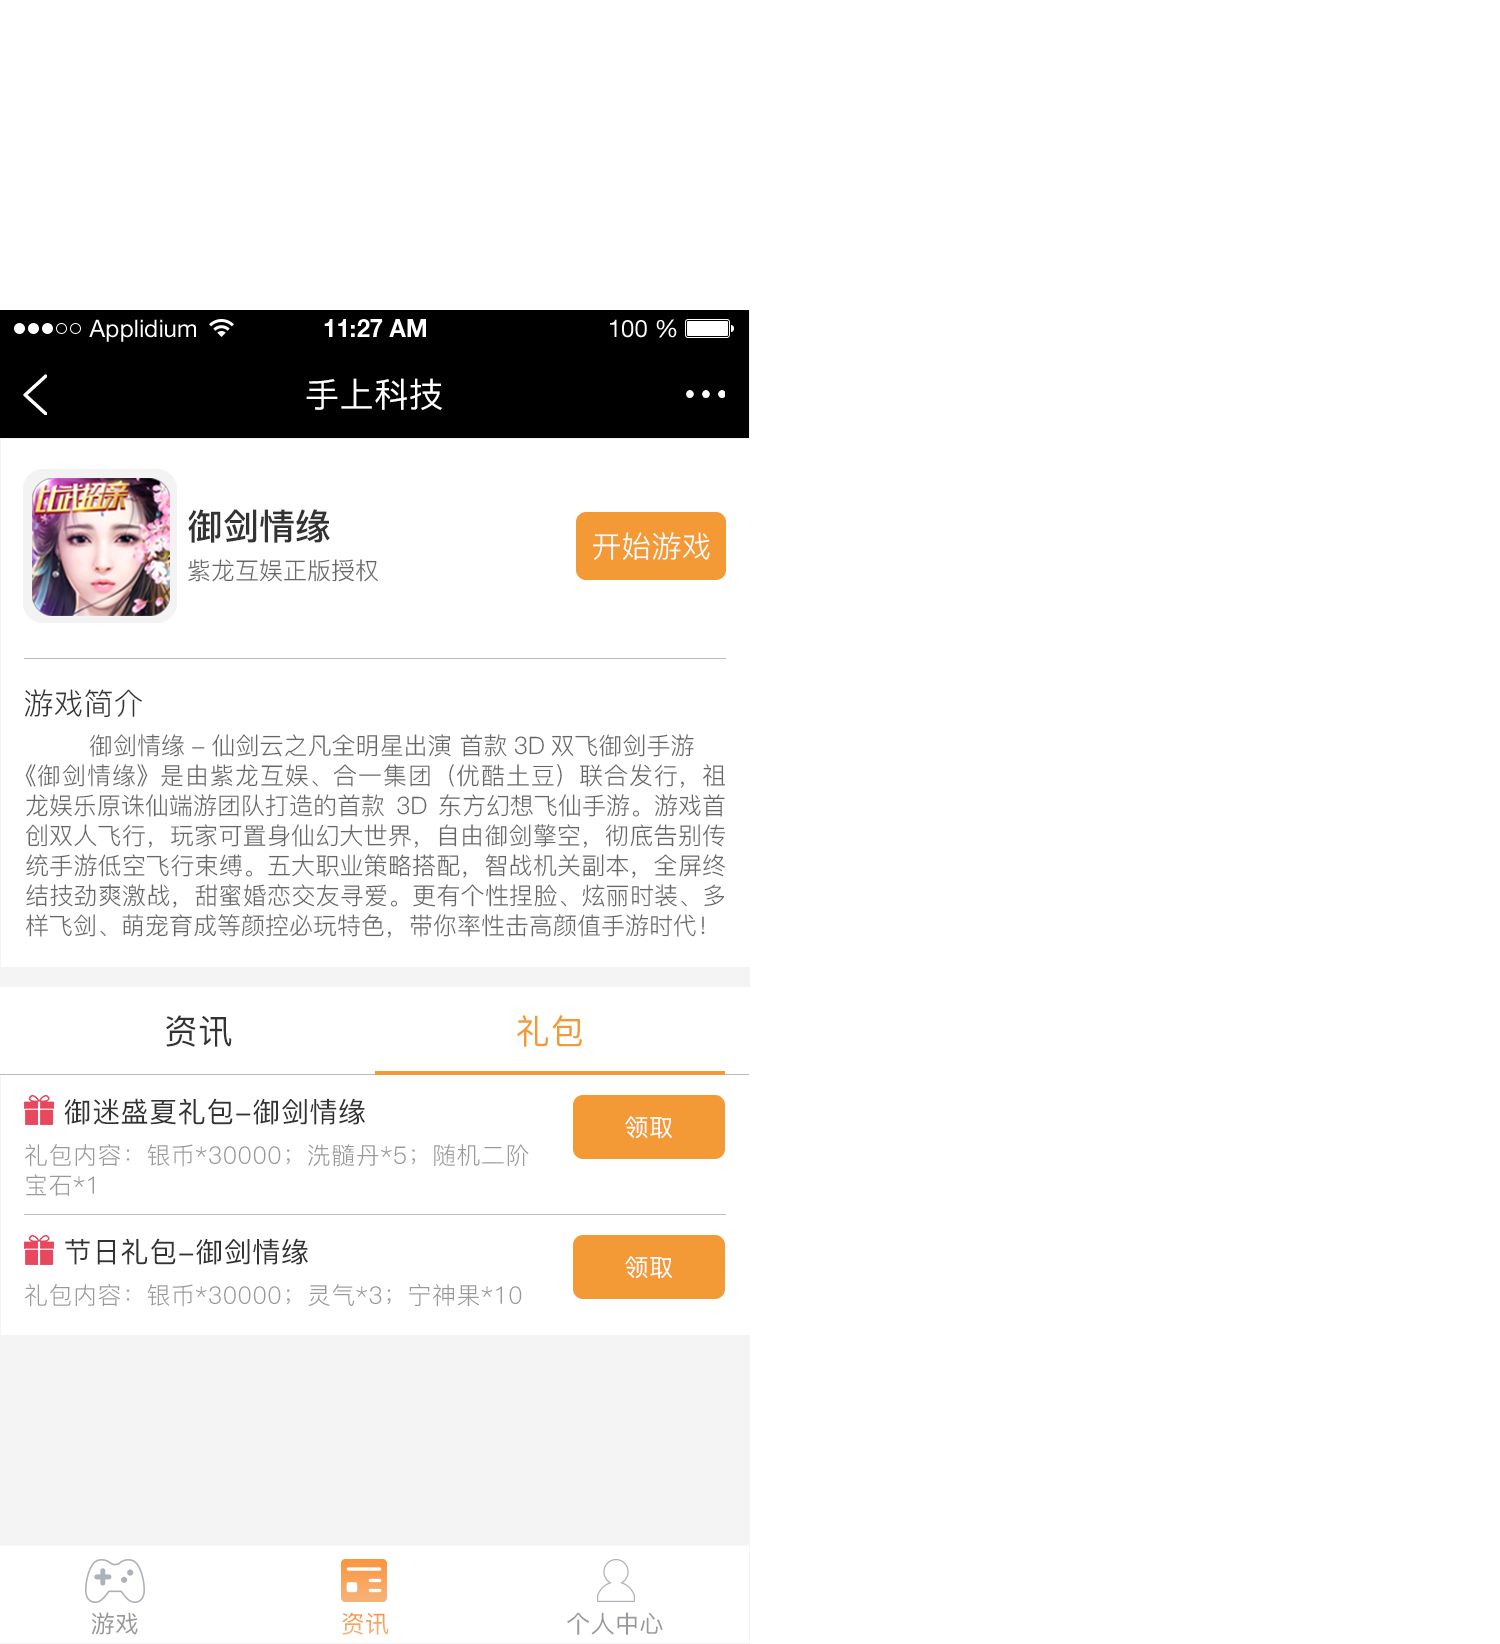 Applidium 11:27 AM 100 %
手上科技
比武招亲
御剑情缘
紫龙互娱正版授权
开始游戏
游戏简介
御剑情缘 – 仙剑云之凡全明星出演 首款 3D 双飞御剑手游
《御剑情缘》是由紫龙互娱、合一集团（优酷土豆）联合发行，祖
龙娱乐原诛仙端游团队打造的首款 3D 东方幻想飞仙手游。游戏首
创双人飞行，玩家可置身仙幻大世界，自由御剑擎空，彻底告别传
统手游低空飞行束缚。五大职业策略搭配，智战机关副本，全屏终
结技劲爽激战，甜蜜婚恋交友寻爱。更有个性捏脸、炫丽时装、多
样飞剑、萌宠育成等颜控必玩特色，带你率性击高颜值手游时代！
资讯 礼包
御迷盛夏礼包–御剑情缘
领取
礼包内容：银币*30000；洗髓丹*5；随机二阶
宝石*1
节日礼包–御剑情缘
领取
礼包内容：银币*30000；灵气*3；宁神果*10
游戏 资讯 个人中心